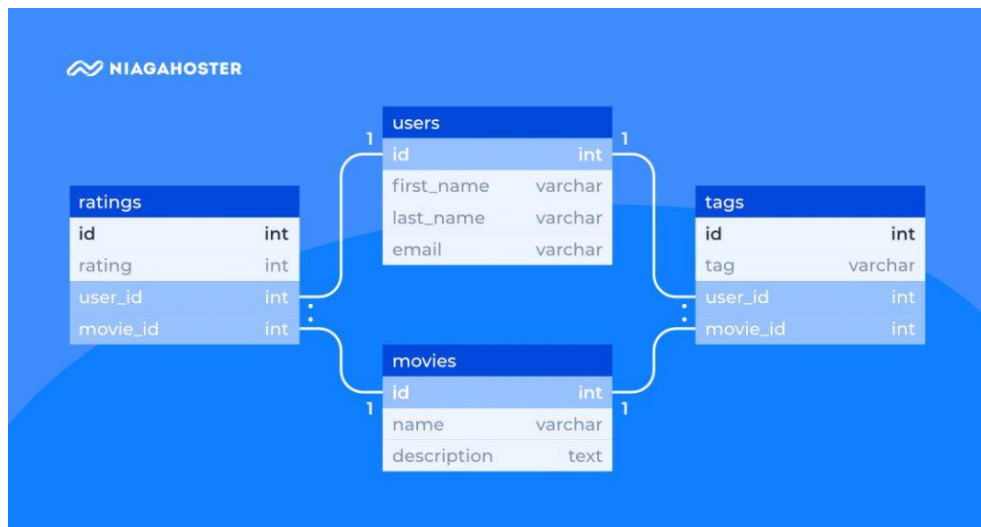 NIAGAHOSTER
users
1 1
id int
first_name varchar
last_name varchar
email varchar
ratings
id int
rating int
user_id int
movie_id int
tags
id int
tag varchar
user_id int
movie_id int
movies
id int
1 1
name varchar
description text